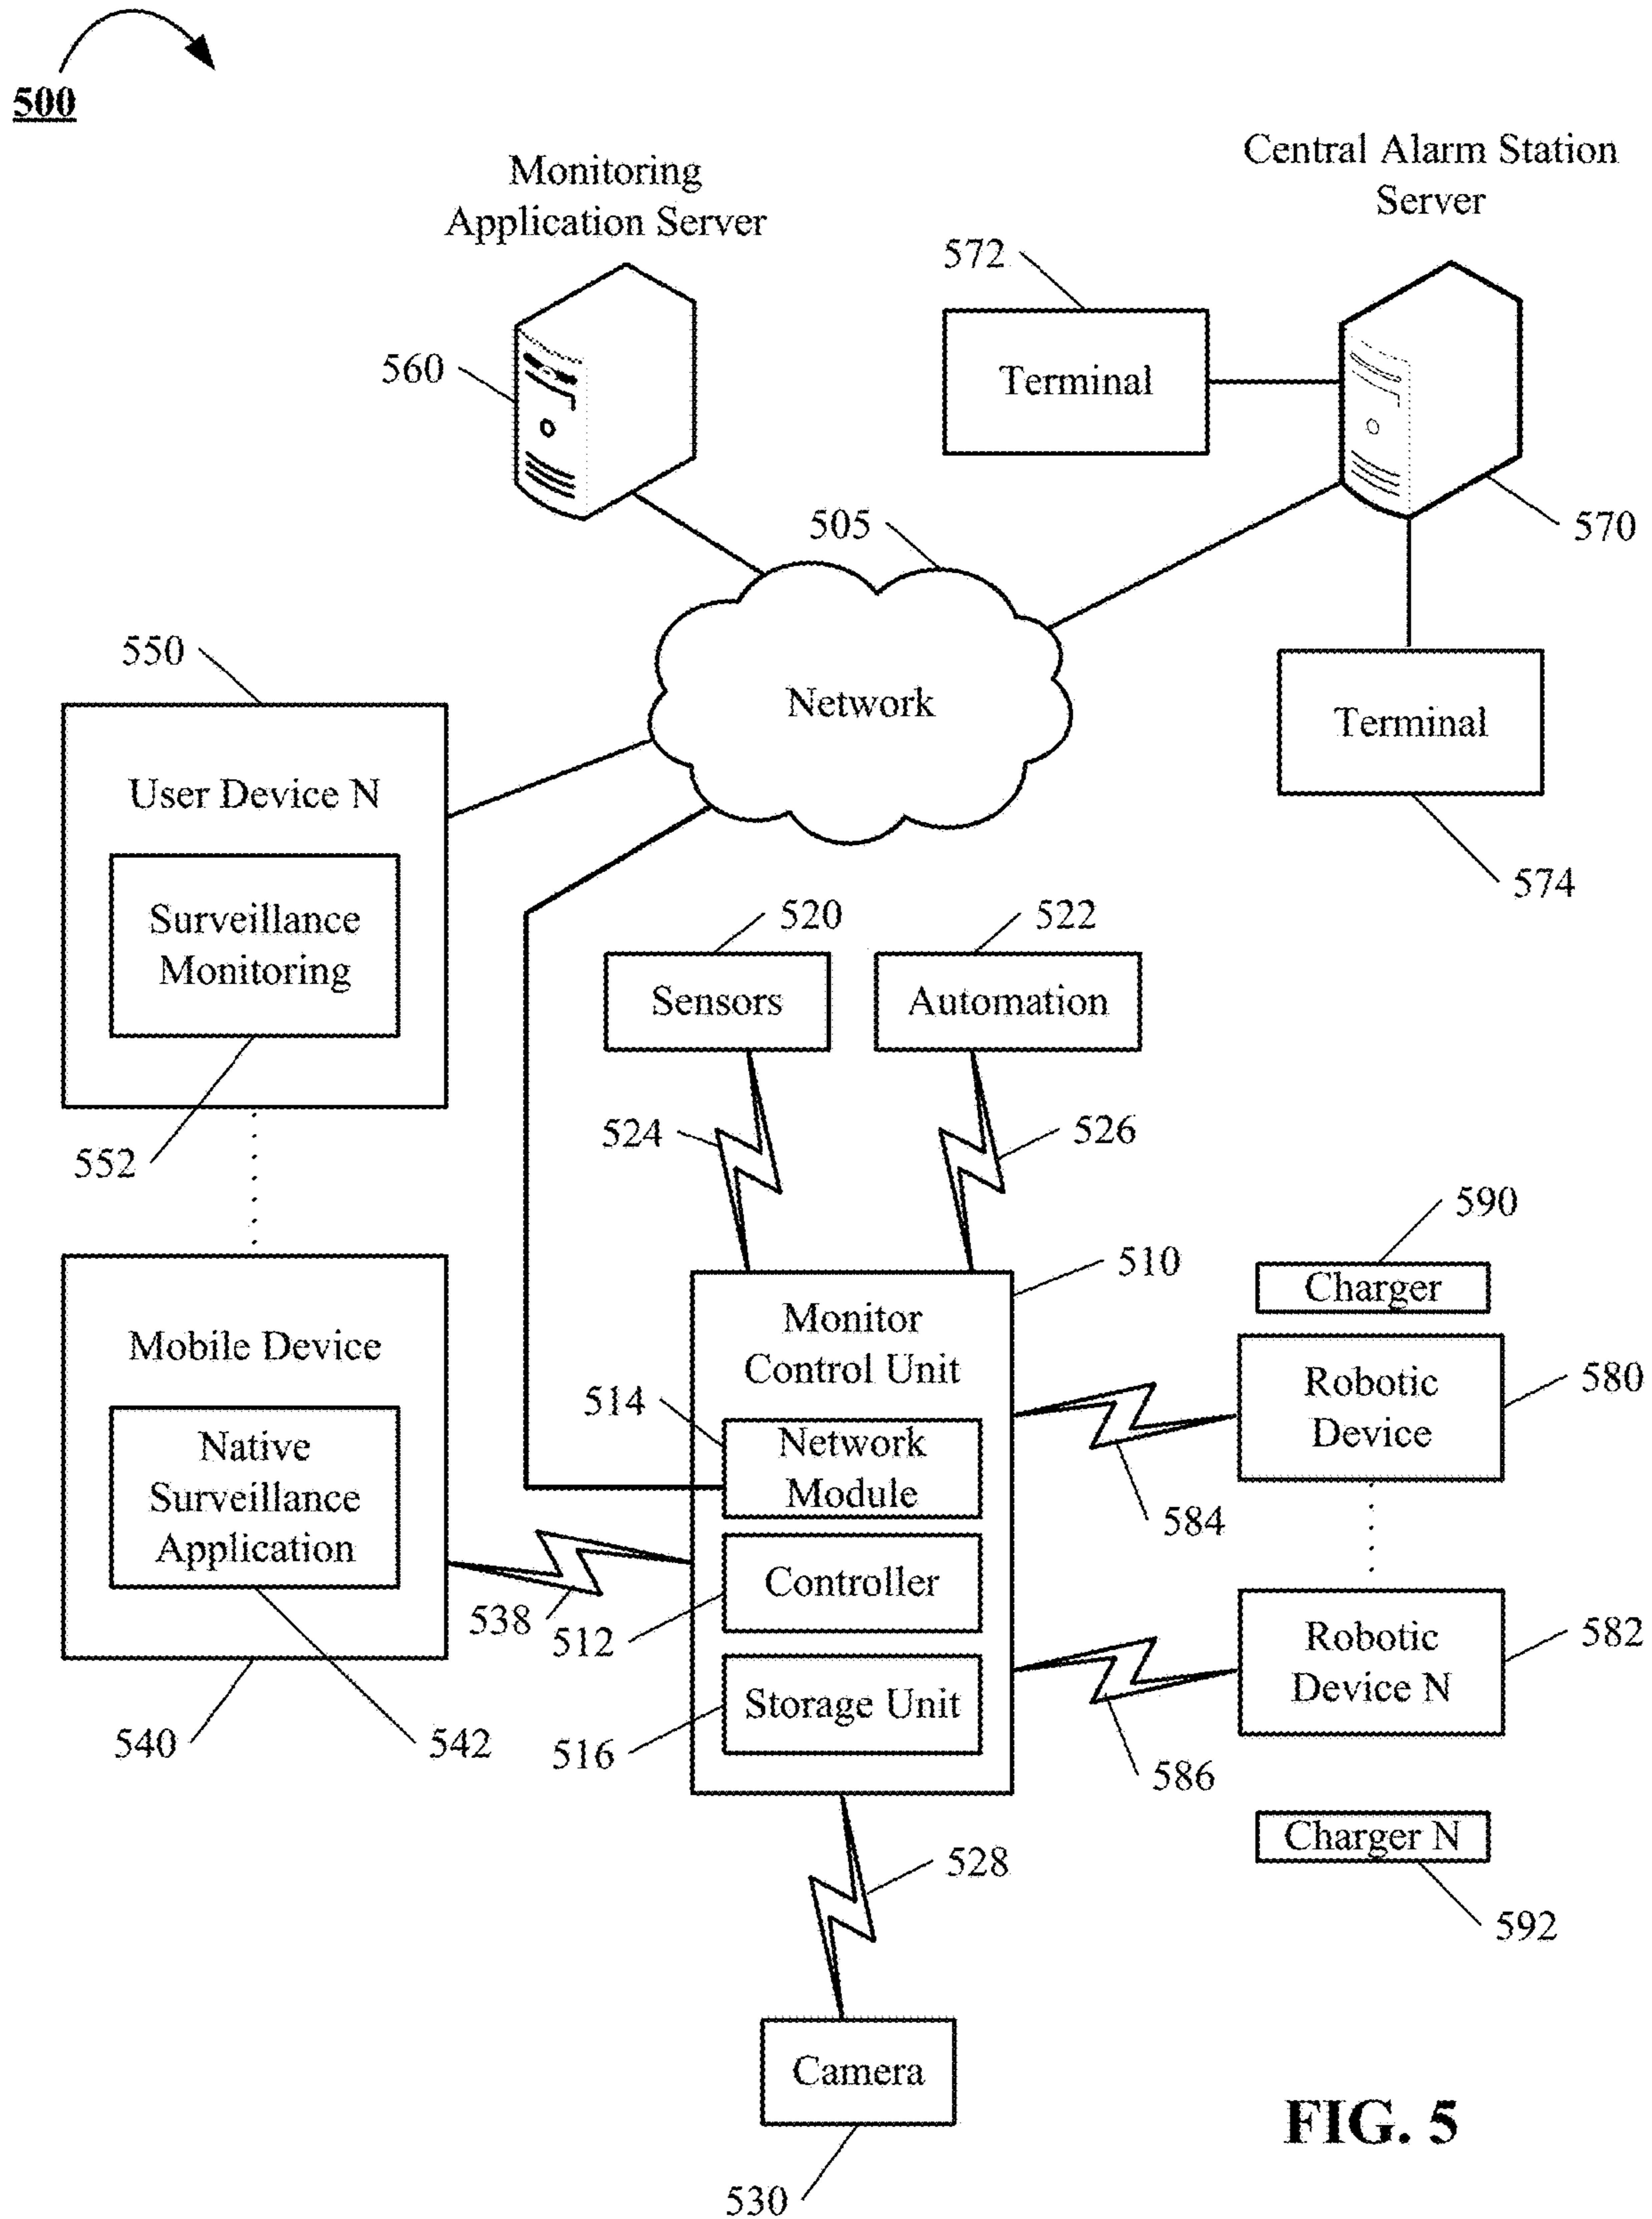 500
Monitoring
Application Server
Central Alarm Station
Server
572
Terminal
560
570
505
Network
550
User Device N
Surveillance
Monitoring
552
Terminal
574
520
Sensors
522
Automation
524
526
590
Charger
510
Monitor
Control Unit
514
Network
Module
Controller
512
Storage Unit
516
Robotic
Device
580
584
Robotic
Device N
582
586
Charger N
592
Mobile Device
Native
Surveillance
Application
538
540
542
528
Camera
530
FIG. 5